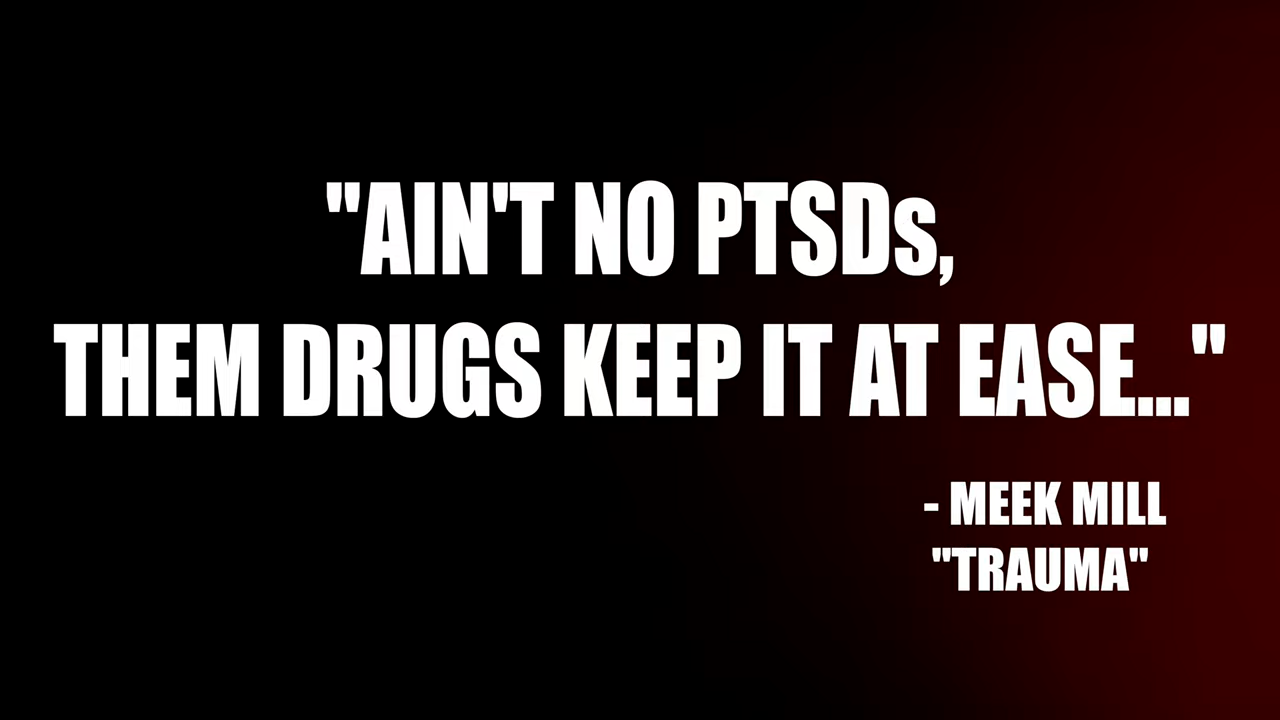 "AIN'T NO PTSDs,
THEM DRUGS KEEP IT AT EASE..."
- MEEK MILL
"TRAUMA"